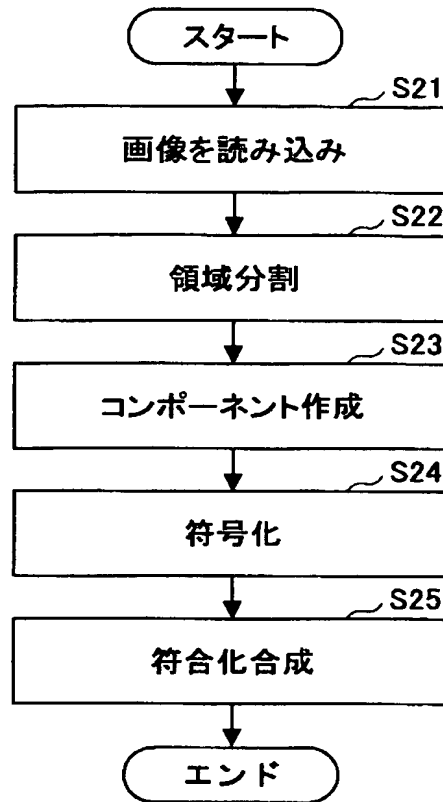 スタート
S21
画像を読み込み
S22
領域分割
S23
コンポーネント作成
S24
符号化
S25
符合化合成
エンド